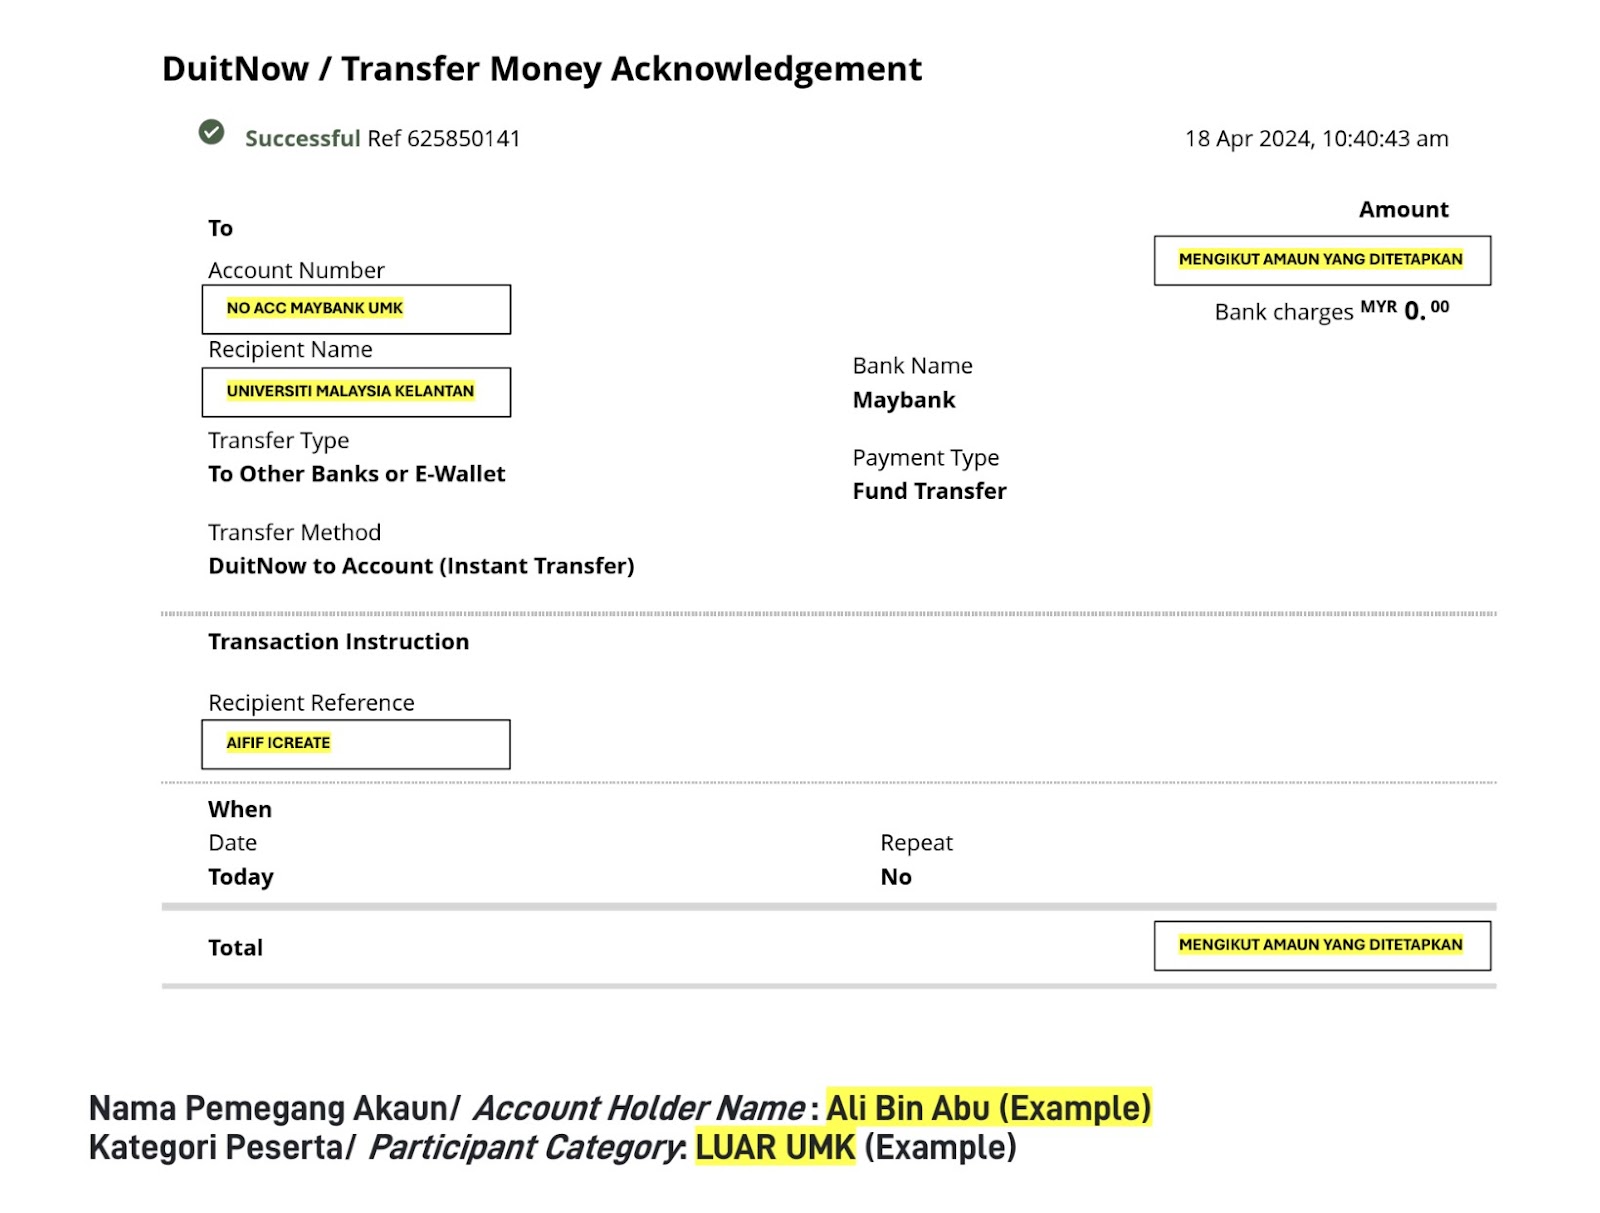 DuitNow / Transfer Money Acknowledgement
Successful Ref 625850141
18 Apr 2024, 10:40:43 am
Amount
MENGIKUT AMAUN YANG DITETAPKAN
Bank charges MYR 0.00
To
Account Number
NO ACC MAYBANK UMK
Recipient Name
UNIVERSITI MALAYSIA KELANTAN
Bank Name
Maybank
Transfer Type
To Other Banks or E-Wallet
Payment Type
Fund Transfer
Transfer Method
DuitNow to Account (Instant Transfer)
Transaction Instruction
Recipient Reference
AIFIF ICREATE
When
Date
Today
Repeat
No
Total
MENGIKUT AMAUN YANG DITETAPKAN
Nama Pemegang Akaun/ Account Holder Name : Ali Bin Abu (Example)
Kategori Peserta/ Participant Category: LUAR UMK (Example)